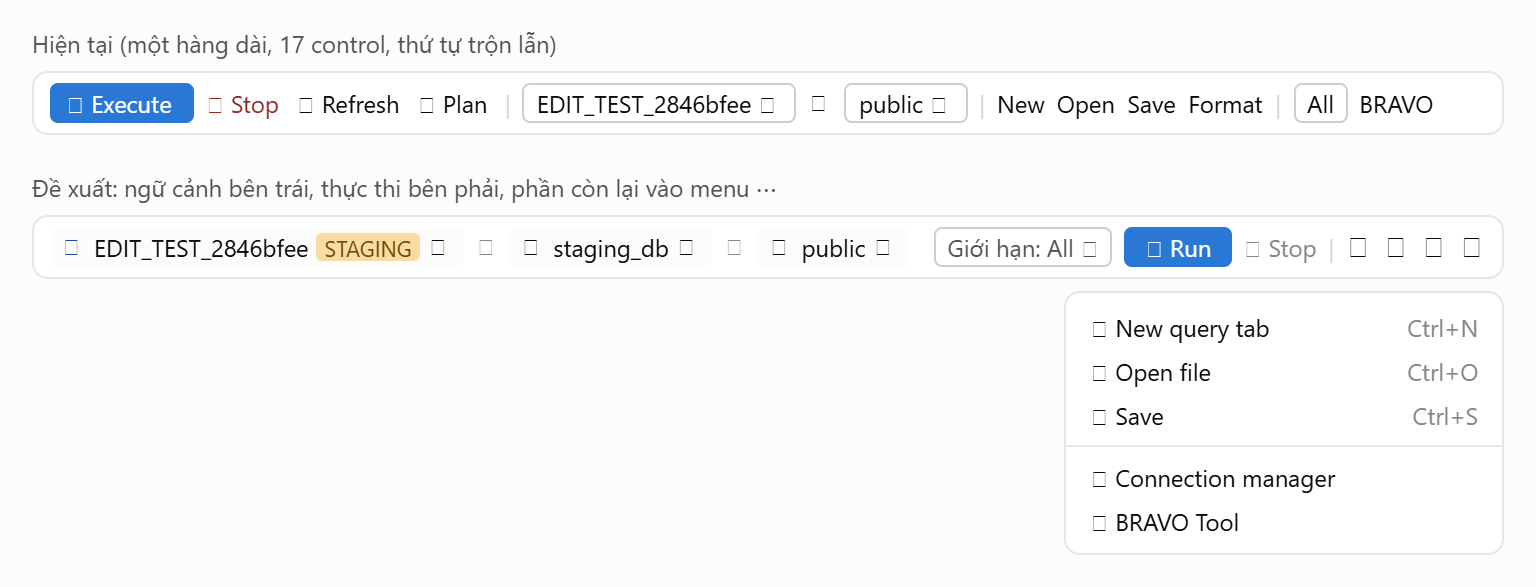 Hiện tại (một hàng dài, 17 control, thứ tự trộn lẫn)
Execute Stop Refresh Plan | EDIT_TEST_2846bfee public | New Open Save Format | All BRAVO
Đề xuất: ngữ cảnh bên trái, thực thi bên phải, phần còn lại vào menu ···
EDIT_TEST_2846bfee STAGING staging_db public Giới hạn: All Run Stop |
New query tab Ctrl+N
Open file Ctrl+O
Save Ctrl+S
Connection manager
BRAVO Tool